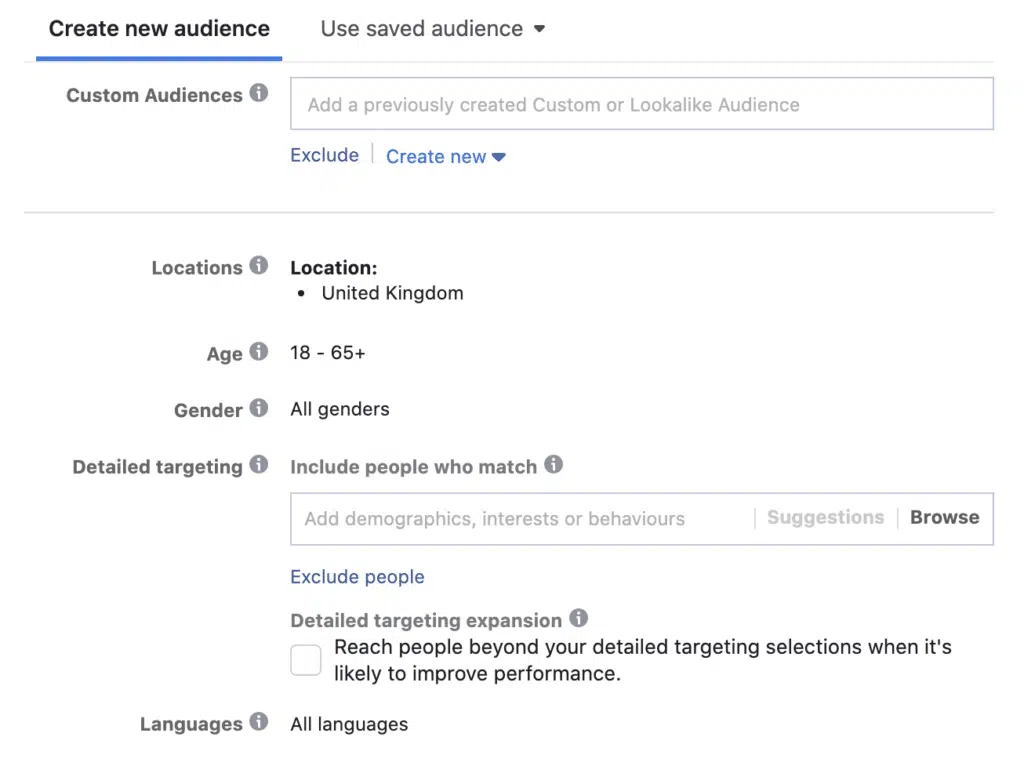 Create new audience
Use saved audience
Custom Audiences
Add a previously created Custom or Lookalike Audience
Exclude
Create new
Locations
Location:
• United Kingdom
Age
18 - 65+
Gender
All genders
Detailed targeting
Include people who match
Add demographics, interests or behaviours
Suggestions
Browse
Exclude people
Detailed targeting expansion
Reach people beyond your detailed targeting selections when it's
likely to improve performance.
Languages
All languages